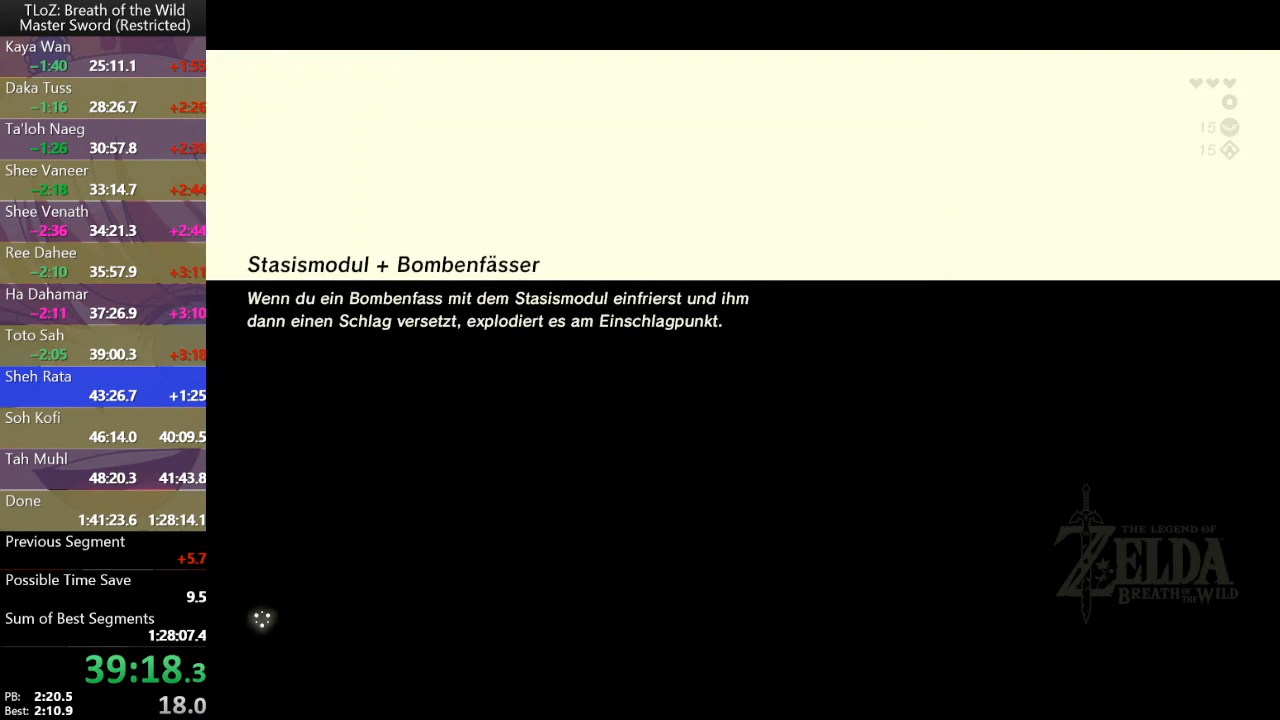 TLoZ: Breath of the Wild
Master Sword (Restricted)
Kaya Wan
−1:40 25:11.1 +1:55
Daka Tuss
−1:16 28:26.7 +2:26
Ta'loh Naeg
−1:26 30:57.8 +2:39
Shee Vaneer
−2:18 33:14.7 +2:44
Shee Venath
−2:36 34:21.3 +2:44
Ree Dahee
−2:10 35:57.9 +3:11
Ha Dahamar
−2:11 37:26.9 +3:10
Toto Sah
−2:05 39:00.3 +3:18
Sheh Rata
43:26.7 +1:25
Soh Kofi
46:14.0 40:09.5
Tah Muhl
48:20.3 41:43.8
Done
1:41:23.6 1:28:14.1
Previous Segment
+5.7
Possible Time Save
9.5
Sum of Best Segments
1:28:07.4
39:18.3
PB: 2:20.5
Best: 2:10.9
18.0
15
15
Stasismodul + Bombenfässer
Wenn du ein Bombenfass mit dem Stasismodul einfrierst und ihm
dann einen Schlag versetzt, explodiert es am Einschlagpunkt.
THE LEGEND OF
ZELDA
BREATH OF THE WILD